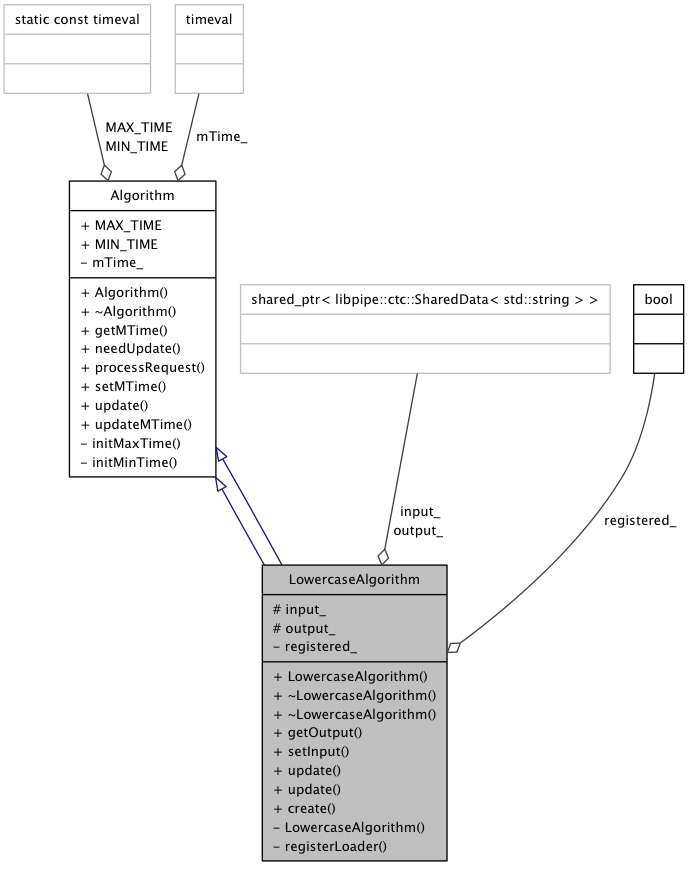 static const timeval
timeval
MAX_TIME
MIN_TIME
mTime_
Algorithm
+ MAX_TIME
+ MIN_TIME
- mTime_
+ Algorithm()
+ ~Algorithm()
+ getMTime()
+ needUpdate()
+ processRequest()
+ setMTime()
+ update()
+ updateMTime()
- initMaxTime()
- initMinTime()
shared_ptr< libpipe::ctc::SharedData< std::string > >
bool
input_
output_
registered_
LowercaseAlgorithm
# input_
# output_
- registered_
+ LowercaseAlgorithm()
+ ~LowercaseAlgorithm()
+ ~LowercaseAlgorithm()
+ getOutput()
+ setInput()
+ update()
+ update()
+ create()
- LowercaseAlgorithm()
- registerLoader()